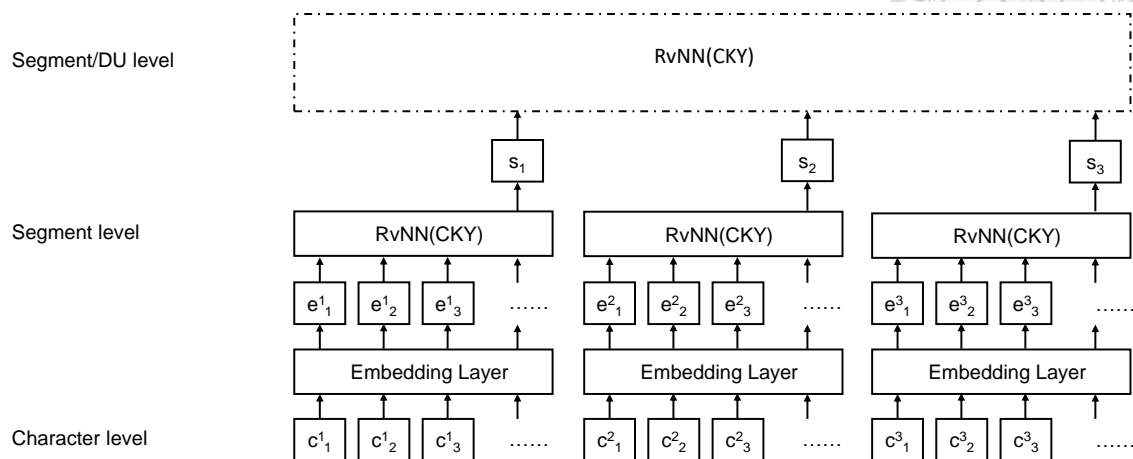 Segment/DU level
RvNN(CKY)
s₁ s₂ s₃
Segment level
RvNN(CKY) RvNN(CKY) RvNN(CKY)
e¹₁ e¹₂ e¹₃ ...... e²₁ e²₂ e²₃ ...... e³₁ e³₂ e³₃ ......
Embedding Layer Embedding Layer Embedding Layer
Character level
c¹₁ c¹₂ c¹₃ ...... c²₁ c²₂ c²₃ ...... c³₁ c³₂ c³₃ ......